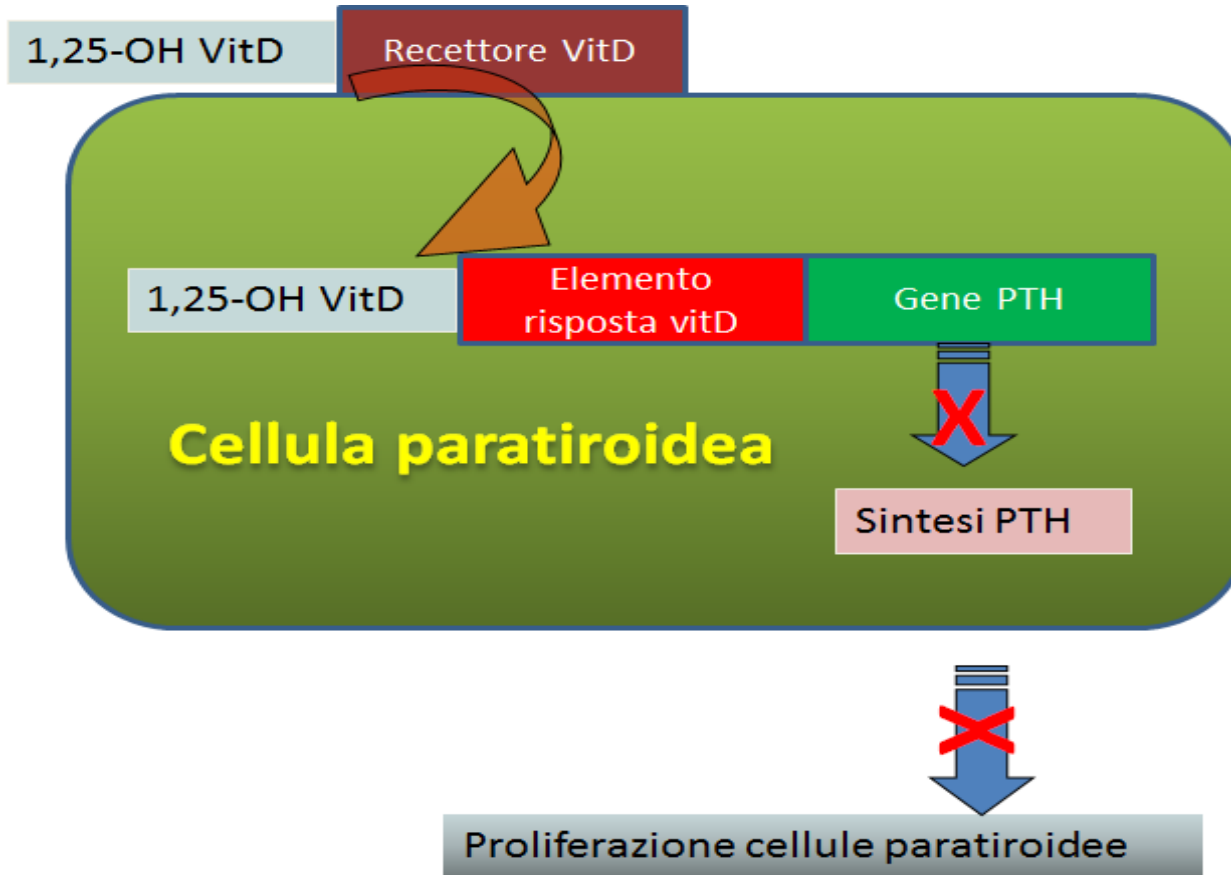 1,25-OH VitD
Recettore VitD
1,25-OH VitD
Elemento
risposta vitD
Gene PTH
X
Cellula paratiroidea
Sintesi PTH
X
Proliferazione cellule paratiroidee